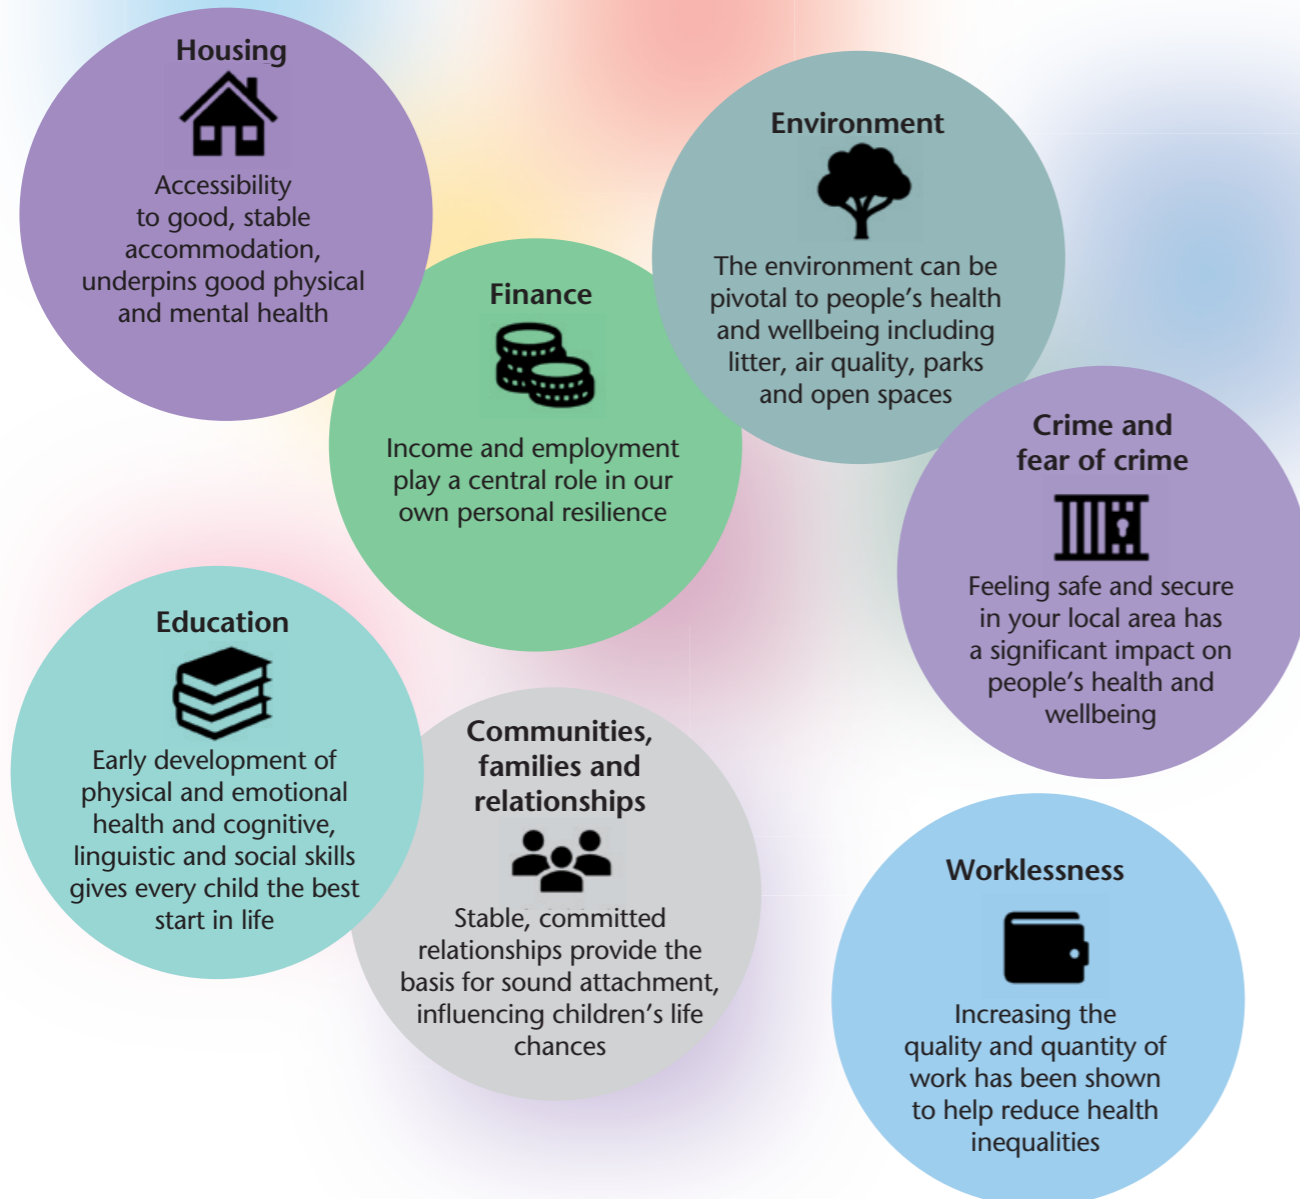 Housing
Accessibility
to good, stable
accommodation,
underpins good physical
and mental health
Environment
The environment can be
pivotal to people’s health
and wellbeing including
litter, air quality, parks
and open spaces
Finance
Income and employment
play a central role in our
own personal resilience
Crime and
fear of crime
Feeling safe and secure
in your local area has
a significant impact on
people’s health and
wellbeing
Education
Early development of
physical and emotional
health and cognitive,
linguistic and social skills
gives every child the best
start in life
Communities,
families and
relationships
Stable, committed
relationships provide the
basis for sound attachment,
influencing children’s life
chances
Worklessness
Increasing the
quality and quantity of
work has been shown
to help reduce health
inequalities